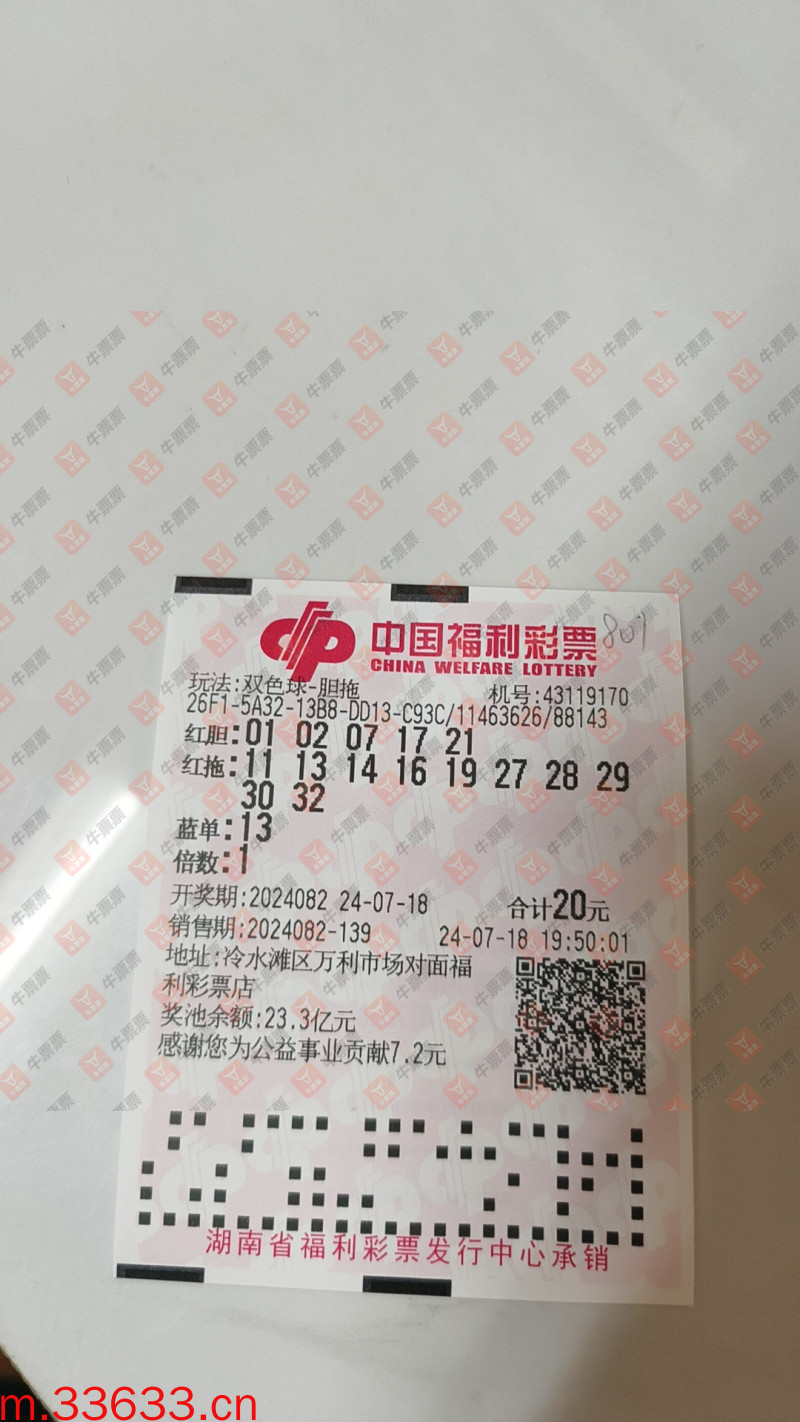 中国福利彩票
CHINA WELFARE LOTTERY
801
玩法:双色球-胆拖 机号:43119170
26F1-5A32-13B8-DD13-C93C/11463626/88143
红胆:01 02 07 17 21
红拖:11 13 14 16 19 27 28 29
30 32
蓝单:13
倍数:1
开奖期:2024082 24-07-18 合计20元
销售期:2024082-139 24-07-18 19:50:01
地址:冷水滩区万利市场对面福
利彩票店
奖池余额:23.3亿元
感谢您为公益事业贡献7.2元
湖南省福利彩票发行中心承销
牛票票
m.33633.cn